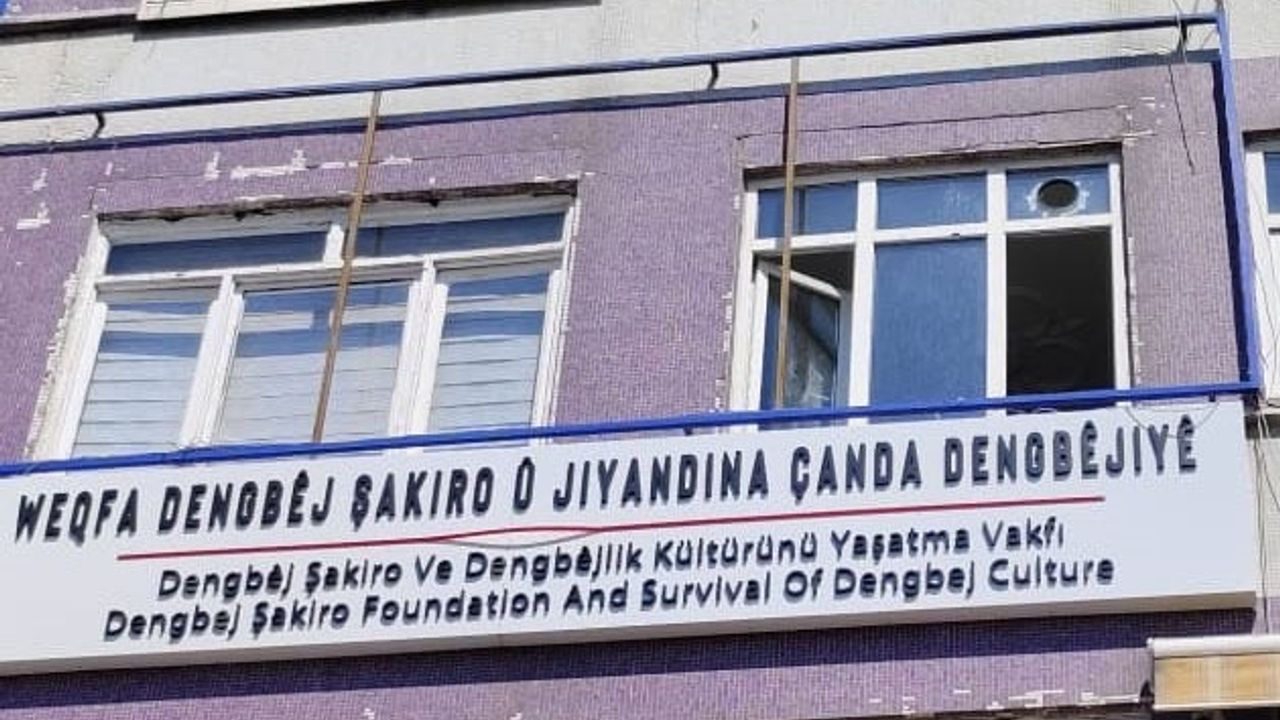 WEQFA DENGBÊJ ŞAKIRO Û JIYANDINA ÇANDA DENGBÊJIYÊ
Dengbêj Şakiro Ve Dengbêjlik Kültürünü Yaşatma Vakfı
Dengbej Şakiro Foundation And Survival Of Dengbej Culture